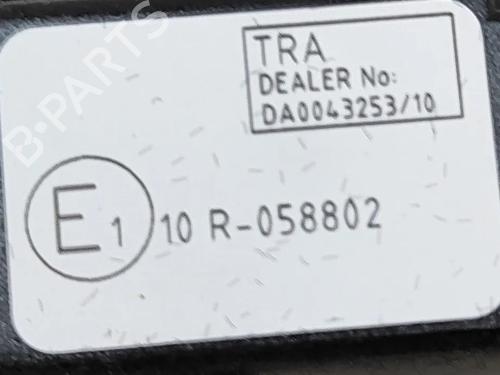 B-PARTS
TRA
DEALER No:
DA0043253/10
E1 10 R-058802